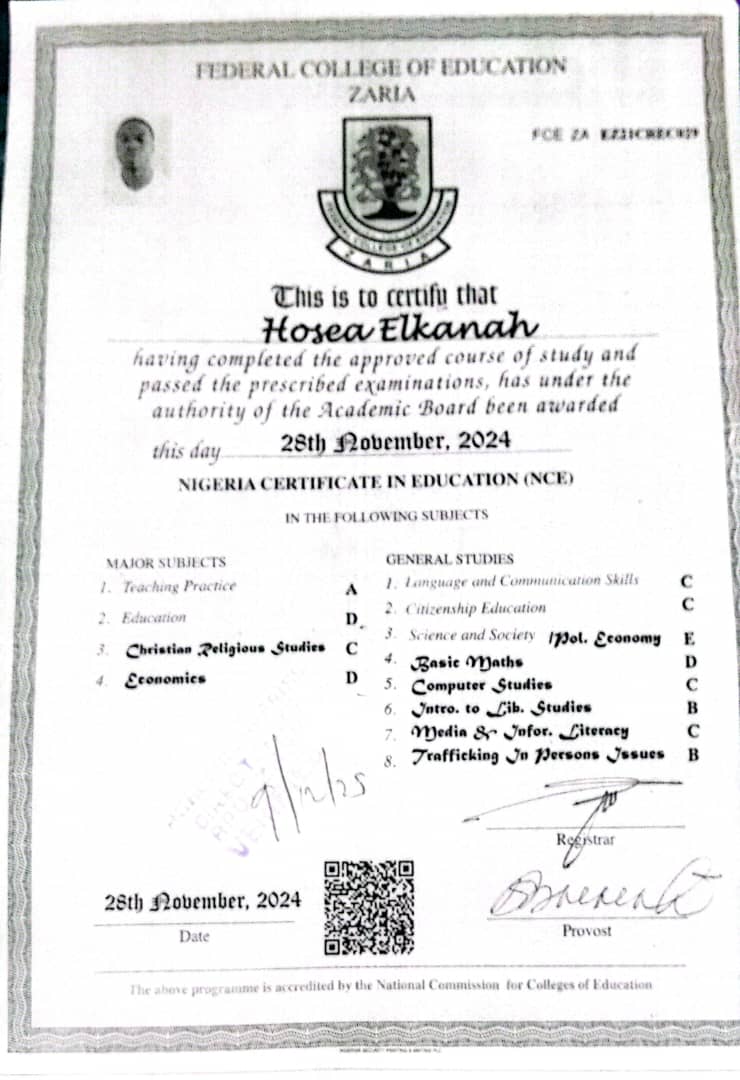 FEDERAL COLLEGE OF EDUCATION
ZARIA
FCE ZA
FEDERAL COLLEGE OF EDUCATION
ZARIA
This is to certify that
Hosea Elkanah
having completed the approved course of study and
passed the prescribed examinations, has under the
authority of the Academic Board been awarded
this day 28th November, 2024
NIGERIA CERTIFICATE IN EDUCATION (NCE)
IN THE FOLLOWING SUBJECTS
MAJOR SUBJECTS
1. Teaching Practice A
2. Education D
3. Christian Religious Studies C
4. Economics D
GENERAL STUDIES
1. Language and Communication Skills C
2. Citizenship Education C
3. Science and Society /Pol. Economy E
4. Basic Maths D
5. Computer Studies C
6. Intro. to Lib. Studies B
7. Media & Infor. Literacy C
8. Trafficking In Persons Issues B
9/12/25
Registrar
28th November, 2024
Date
Provost
The above programme is accredited by the National Commission for Colleges of Education